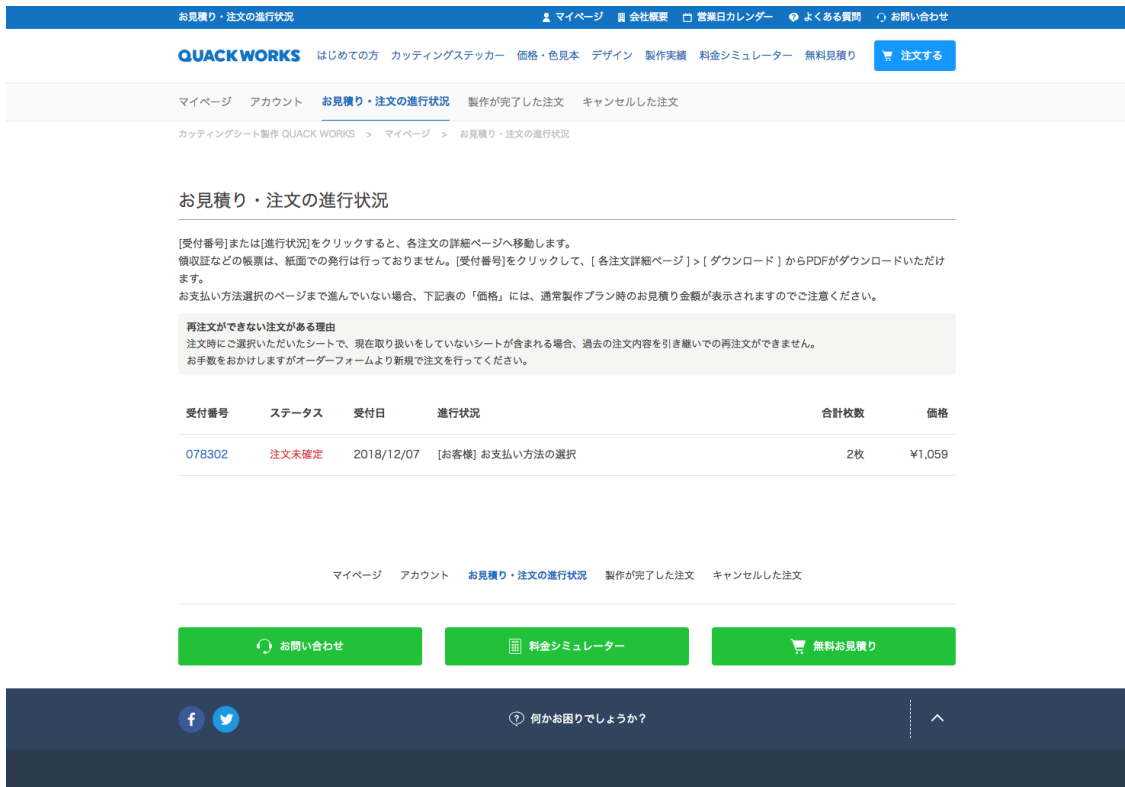 お見積り・注文の進行状況
マイページ 会社概要 営業日カレンダー よくある質問 お問い合わせ
QUACKWORKS はじめての方 カッティングステッカー 価格・色見本 デザイン 製作実績 料金シミュレーター 無料見積り 注文する
マイページ アカウント お見積り・注文の進行状況 製作が完了した注文 キャンセルした注文
カッティングシート製作 QUACK WORKS > マイページ > お見積り・注文の進行状況
お見積り・注文の進行状況
[受付番号]または[進行状況]をクリックすると、各注文の詳細ページへ移動します。
領収証などの帳票は、紙面での発行は行っておりません。[受付番号]をクリックして、[ 各注文詳細ページ ] > [ ダウンロード ] からPDFがダウンロードいただけ
ます。
お支払い方法選択のページまで進んでいない場合、下記表の「価格」には、通常製作プラン時のお見積り金額が表示されますのでご注意ください。
再注文ができない注文がある理由
注文時にご選択いただいたシートで、現在取り扱いをしていないシートが含まれる場合、過去の注文内容を引き継いでの再注文ができません。
お手数をおかけしますがオーダーフォームより新規で注文を行ってください。
受付番号 ステータス 受付日 進行状況 合計枚数 価格
078302 注文未確定 2018/12/07 [お客様] お支払い方法の選択 2枚 ¥1,059
マイページ アカウント お見積り・注文の進行状況 製作が完了した注文 キャンセルした注文
お問い合わせ 料金シミュレーター 無料お見積り
何かお困りでしょうか?